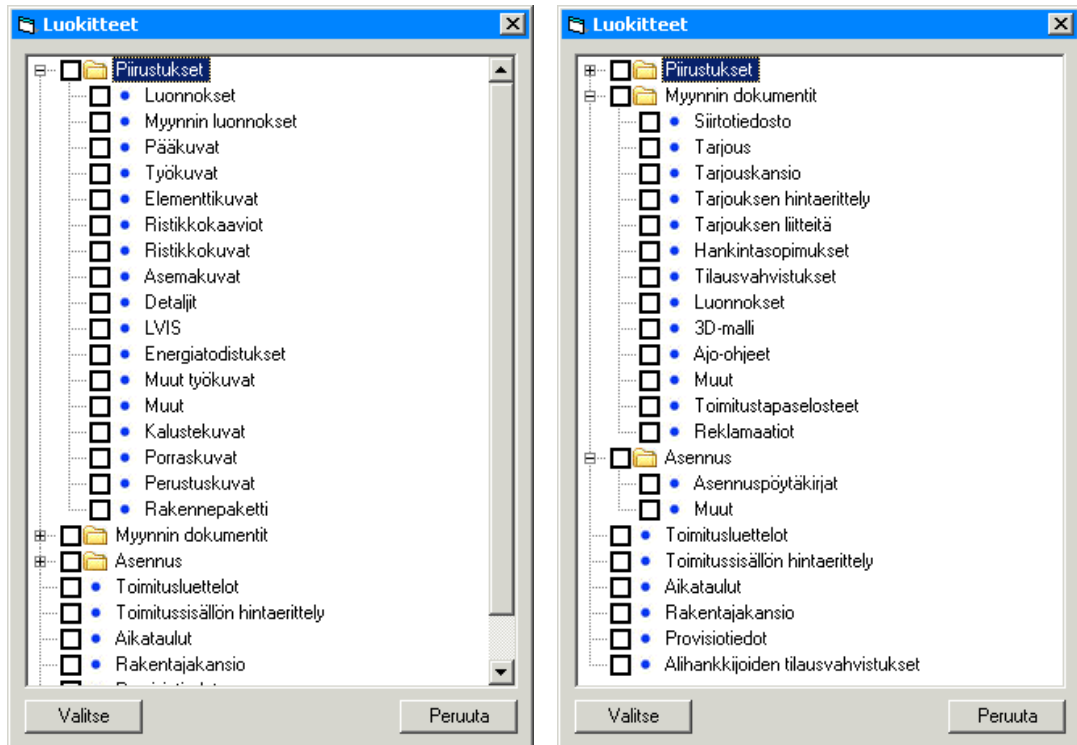 Luokitteet
Piirustukset
Luonnokset
Myynnin luonnokset
Pääkuvat
Työkuvat
Elementtikuvat
Ristikkokaaviot
Ristikkokuvat
Asemakuvat
Detaljit
LVIS
Energiatodistukset
Muut työkuvat
Muut
Kalustekuvat
Porraskuvat
Perustuskuvat
Rakennepaketti
Myynnin dokumentit
Asennus
Toimitusluettelot
Toimitussisällön hintaerittely
Aikataulut
Rakentajakansio
Valitse
Peruuta
Luokitteet
Piirustukset
Myynnin dokumentit
Siirtotiedosto
Tarjous
Tarjouskansio
Tarjouksen hintaerittely
Tarjouksen liitteitä
Hankintasopimukset
Tilausvahvistukset
Luonnokset
3D-malli
Ajo-ohjeet
Muut
Toimitustapaselosteet
Reklamaatiot
Asennus
Asennuspöytäkirjat
Muut
Toimitusluettelot
Toimitussisällön hintaerittely
Aikataulut
Rakentajakansio
Provisiotiedot
Alihankkijoiden tilausvahvistukset
Valitse
Peruuta